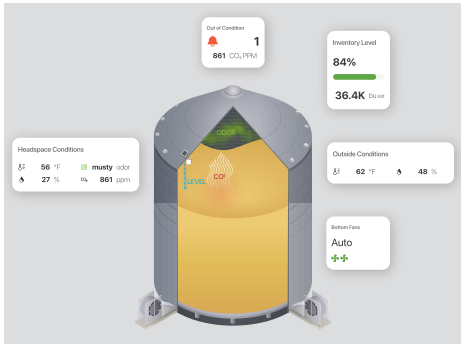 Out of Condition
1
861 CO₂ PPM
Inventory Level
84%
36.4K bu est
Headspace Conditions
56 °F musty odor
27 % CO₂ 861 ppm
Outside Conditions
62 °F 48 %
Bottom Fans
Auto
ODOR
CO²
LEVEL